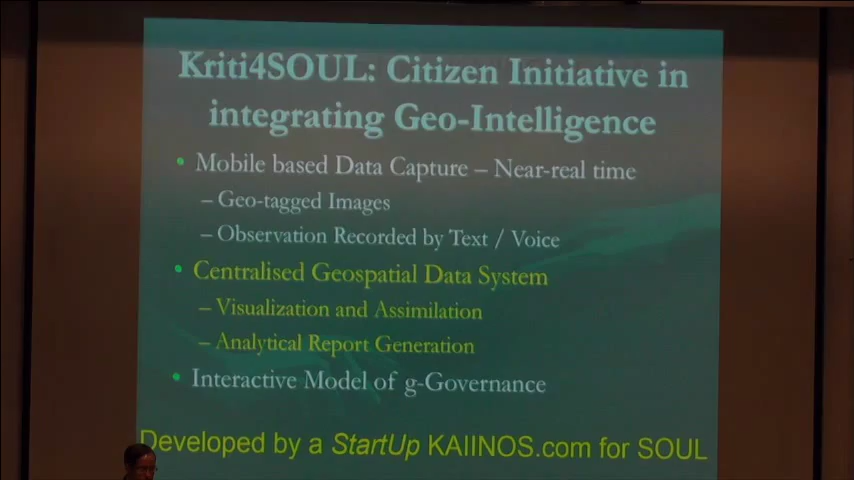 Kriti4SOUL: Citizen Initiative in
integrating Geo-Intelligence
• Mobile based Data Capture – Near-real time
– Geo-tagged Images
– Observation Recorded by Text / Voice
• Centralised Geospatial Data System
– Visualization and Assimilation
– Analytical Report Generation
• Interactive Model of g-Governance
Developed by a StartUp KAIINOS.com for SOUL